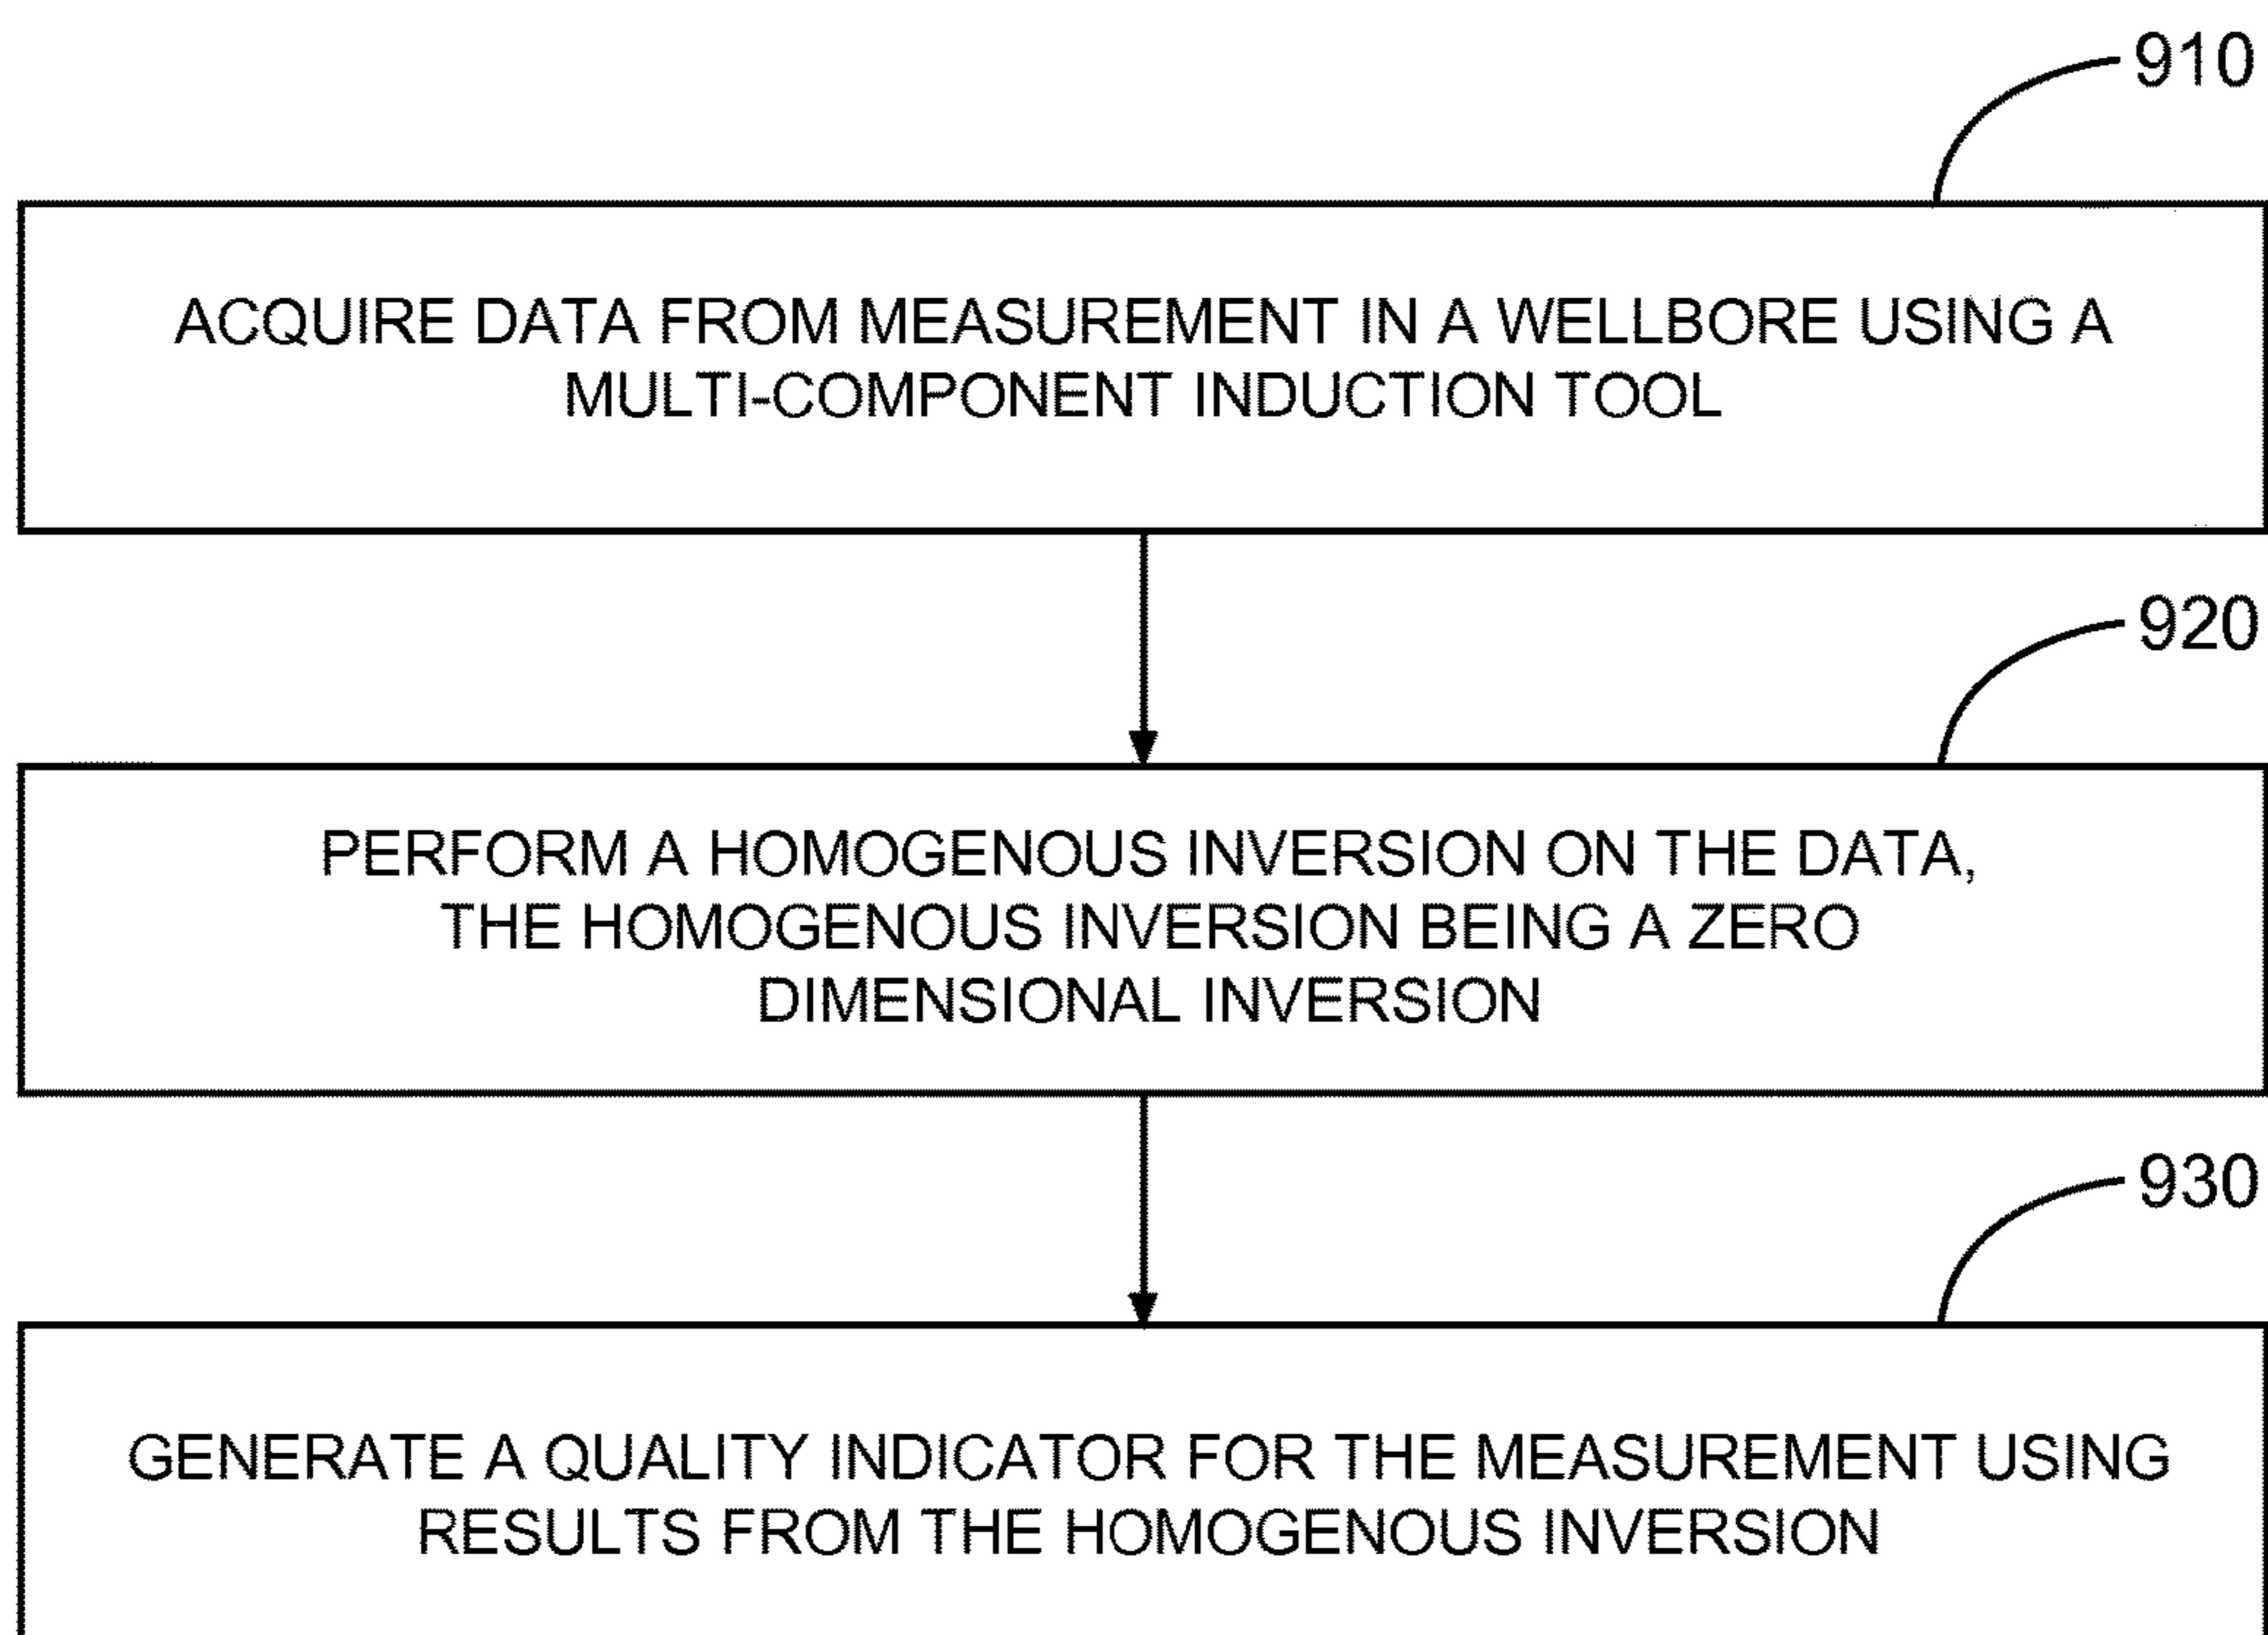 910
ACQUIRE DATA FROM MEASUREMENT IN A WELLBORE USING A
MULTI-COMPONENT INDUCTION TOOL
920
PERFORM A HOMOGENOUS INVERSION ON THE DATA,
THE HOMOGENOUS INVERSION BEING A ZERO
DIMENSIONAL INVERSION
930
GENERATE A QUALITY INDICATOR FOR THE MEASUREMENT USING
RESULTS FROM THE HOMOGENOUS INVERSION